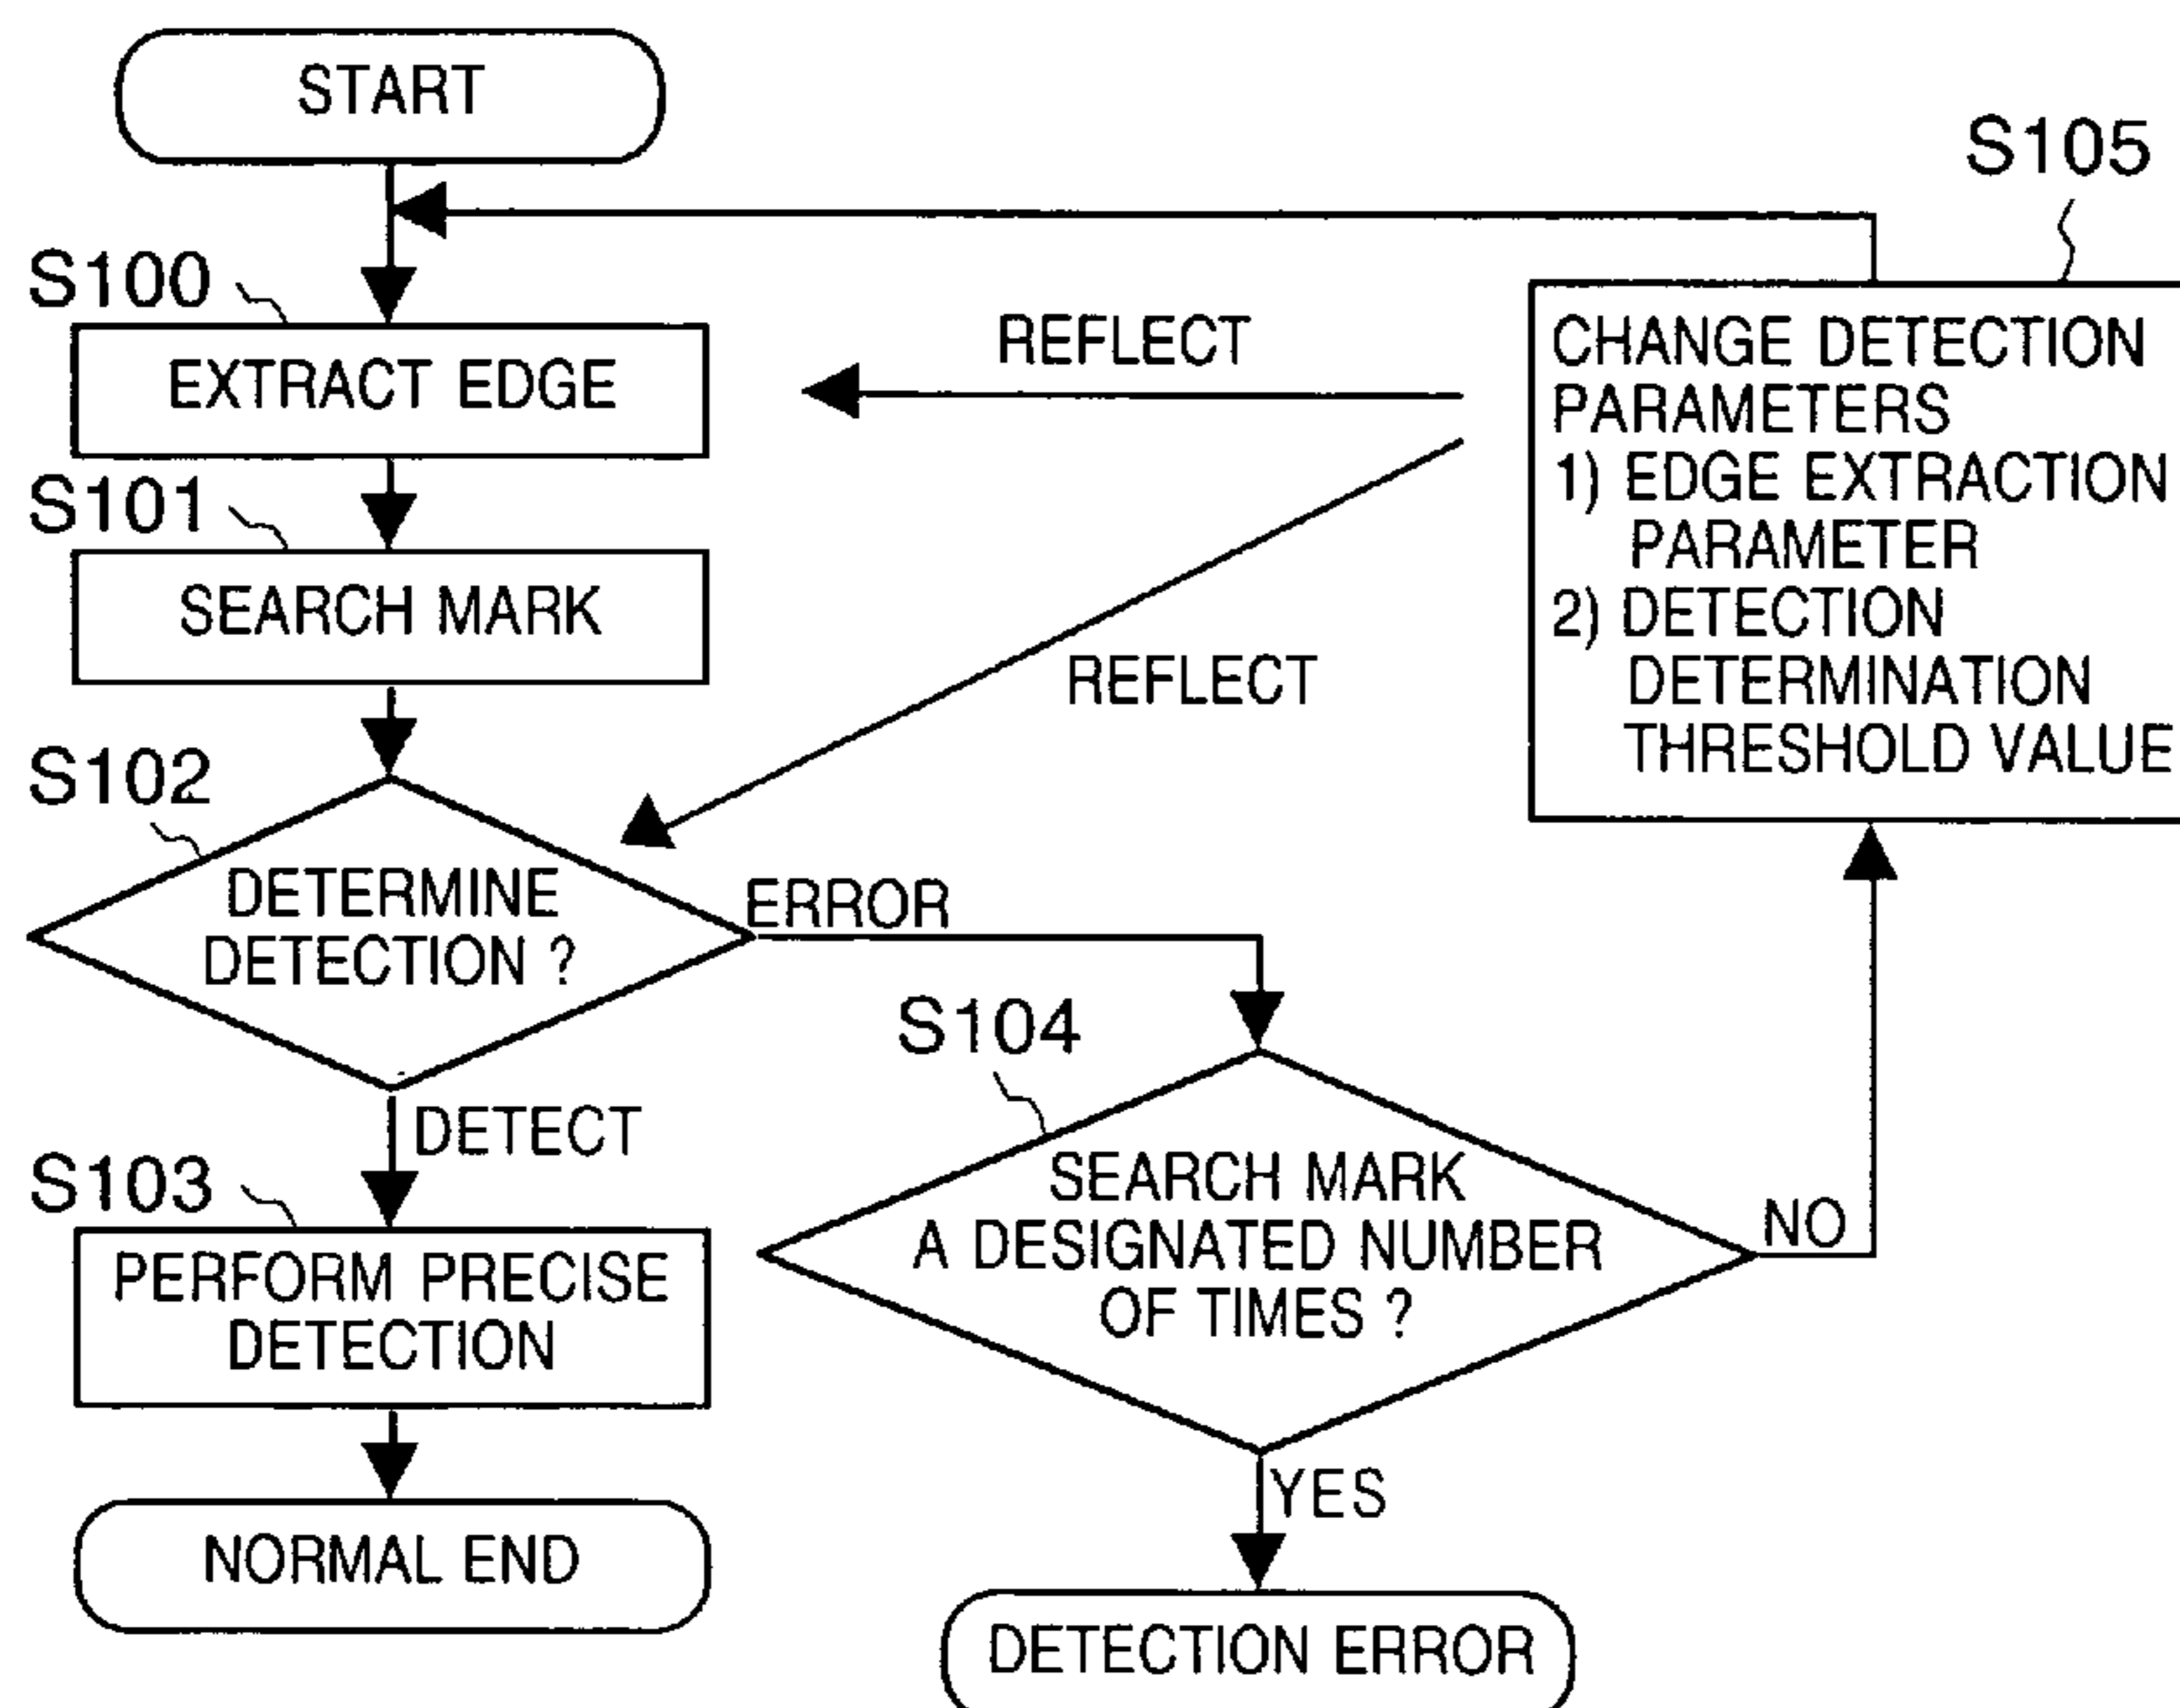 START
S105
S100
EXTRACT EDGE
REFLECT
CHANGE DETECTION
PARAMETERS
1) EDGE EXTRACTION
PARAMETER
2) DETECTION
DETERMINATION
THRESHOLD VALUE
S101
SEARCH MARK
REFLECT
S102
DETERMINE
DETECTION ?
ERROR
DETECT
S103
PERFORM PRECISE
DETECTION
NORMAL END
S104
SEARCH MARK
A DESIGNATED NUMBER
OF TIMES ?
NO
YES
DETECTION ERROR